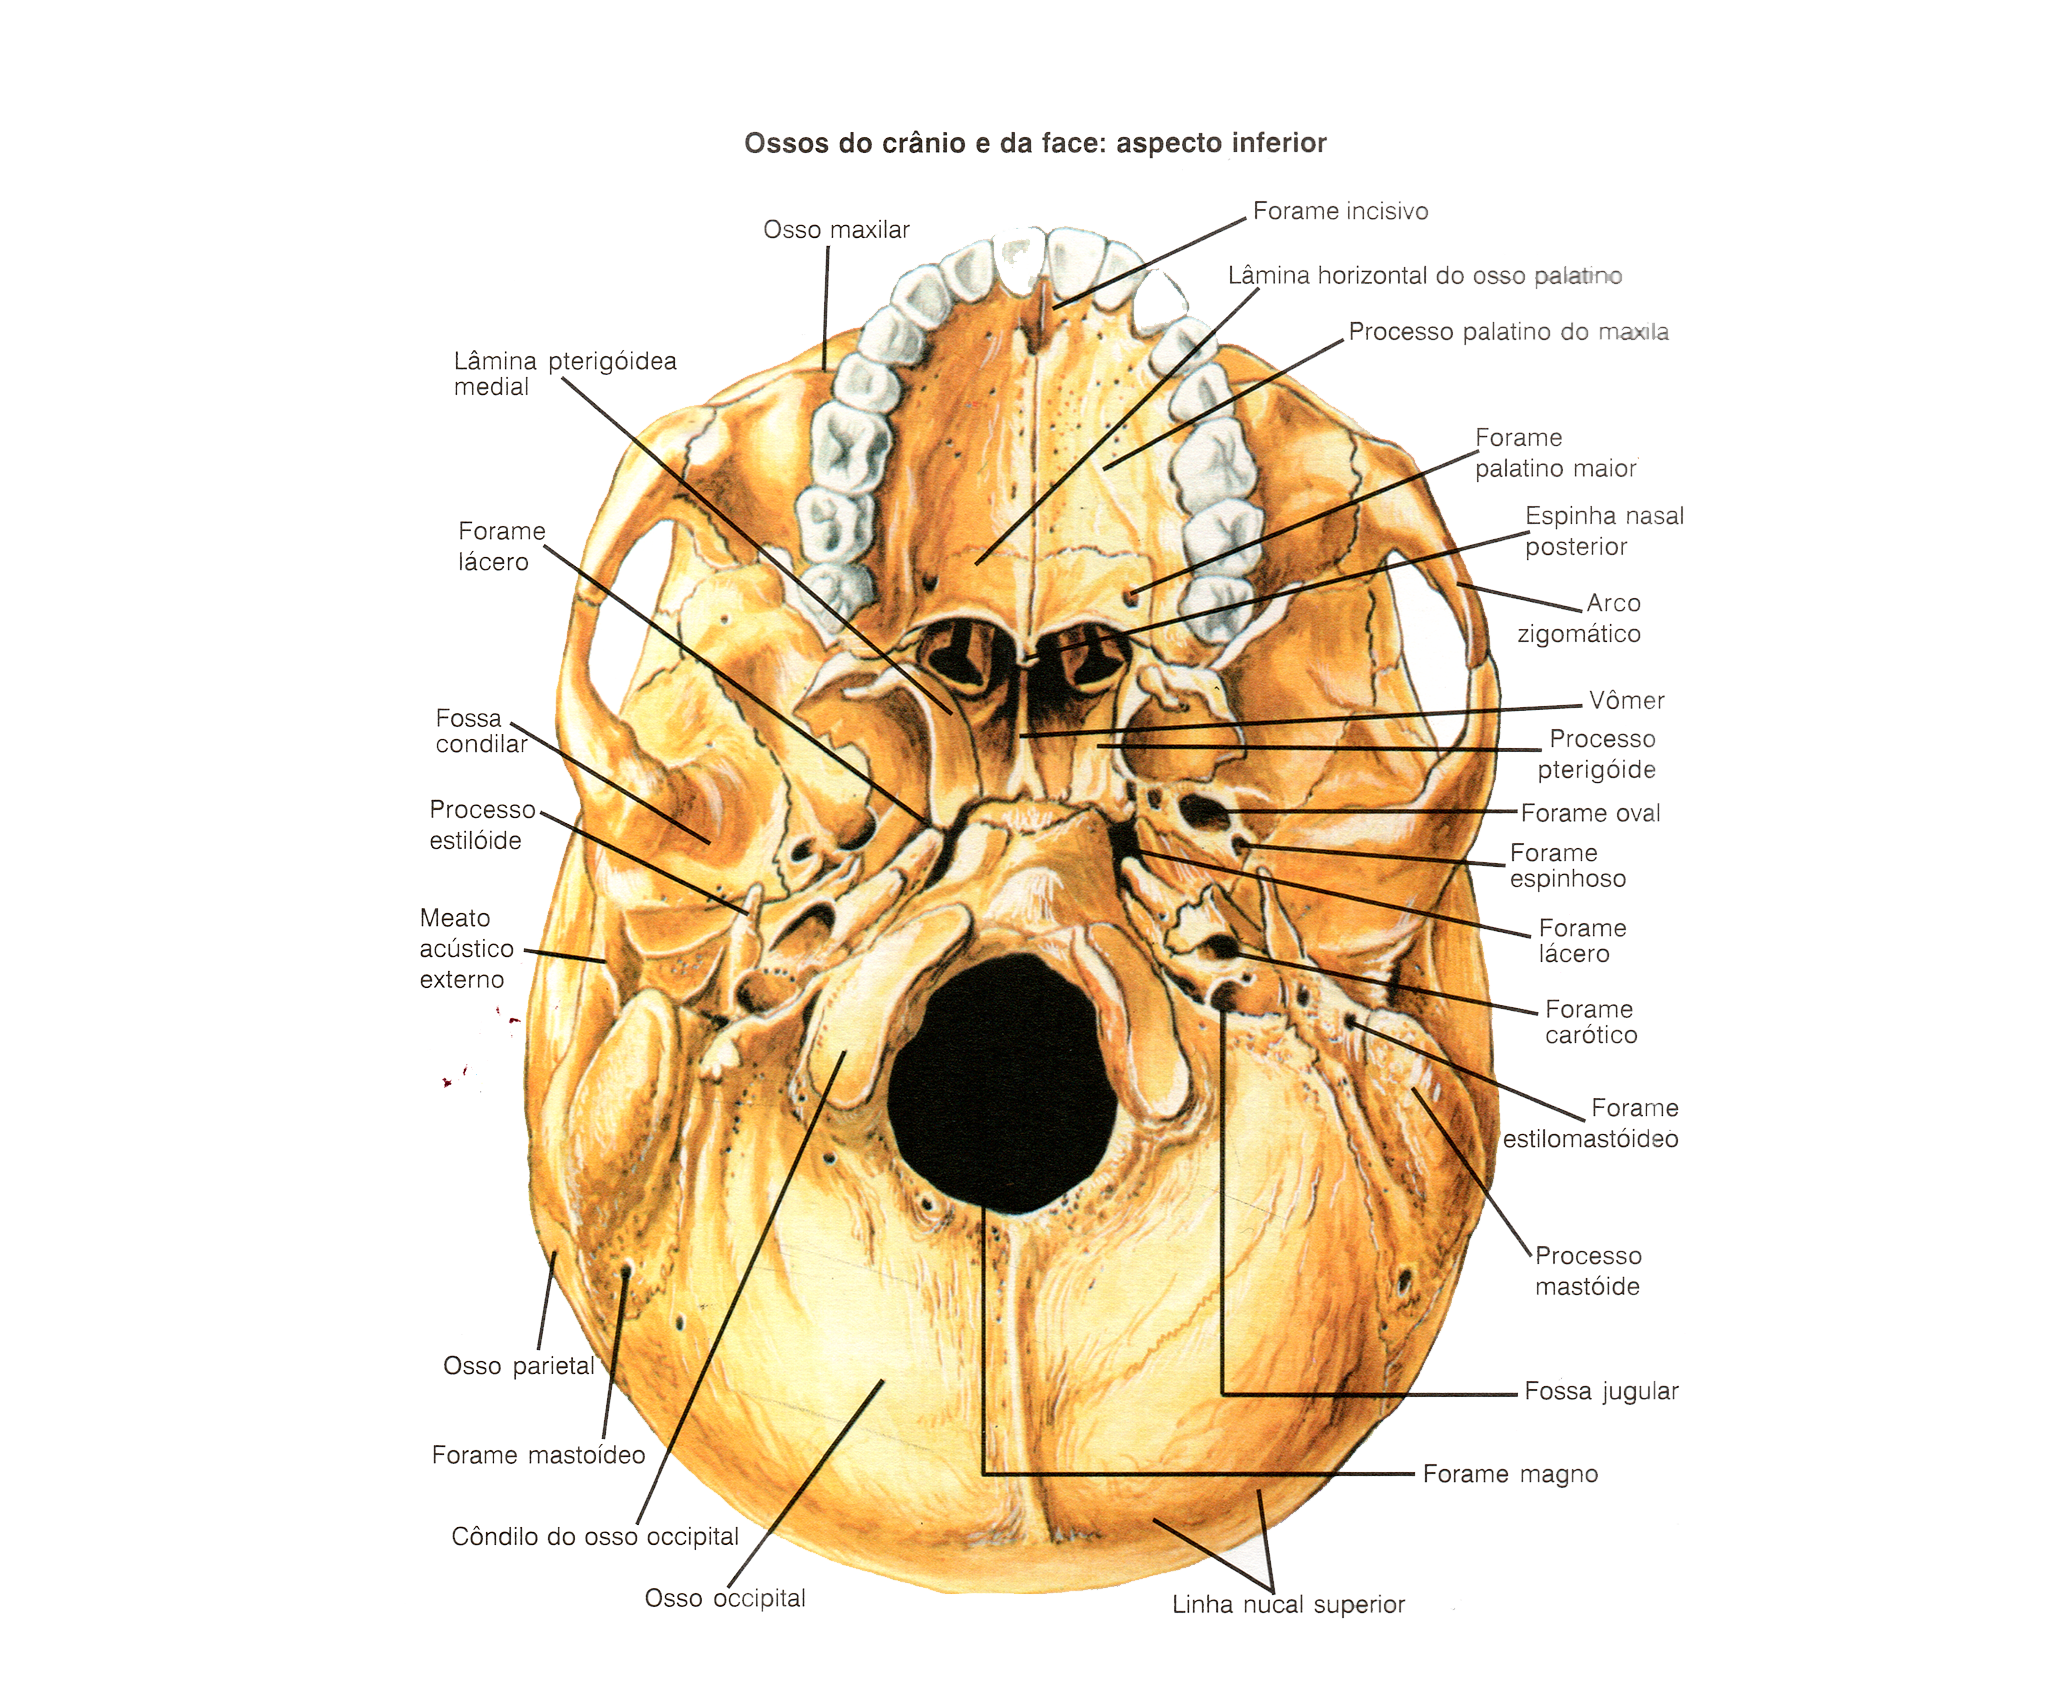 Ossos do crânio e da face: aspecto inferior
Osso maxilar
Lâmina pterigóidea
medial
Forame
lácero
Fossa
condilar
Processo
estilóide
Meato
acústico
externo
Osso parietal
Forame mastoídeo
Côndilo do osso occipital
Osso occipital
Forame incisivo
Lâmina horizontal do osso palatino
Processo palatino do maxila
Forame
palatino maior
Espinha nasal
posterior
Arco
zigomático
Vômer
Processo
pterigóide
Forame oval
Forame
espinhoso
Forame
lácero
Forame
carótico
Forame
estilomastóideo
Processo
mastóide
Fossa jugular
Forame magno
Linha nucal superior